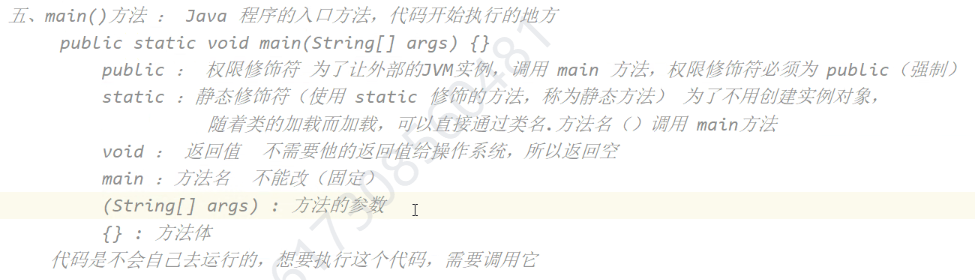 五、main()方法 ： Java 程序的入口方法，代码开始执行的地方
public static void main(String[] args) {}
public ： 权限修饰符 为了让外部的JVM实例，调用 main 方法，权限修饰符必须为 public（强制）
static ：静态修饰符（使用 static 修饰的方法，称为静态方法） 为了不用创建实例对象，
随着类的加载而加载，可以直接通过类名.方法名（）调用 main方法
void ： 返回值 不需要他的返回值给操作系统，所以返回空
main ：方法名 不能改（固定）
(String[] args) : 方法的参数
{} : 方法体
代码是不会自己去运行的，想要执行这个代码，需要调用它
6173085604 81